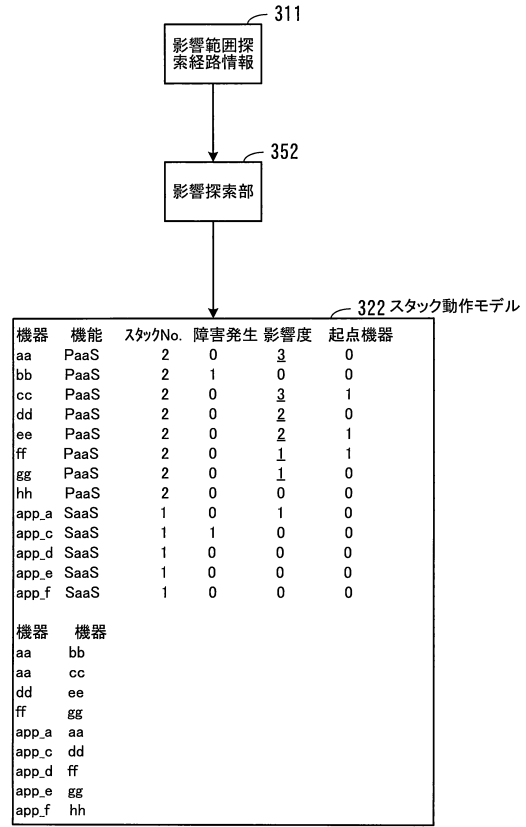 311
影響範囲探
索経路情報
352
影響探索部
322 スタック動作モデル
機器 機能 スタックNo. 障害発生 影響度 起点機器
aa PaaS 2 0 3 0
bb PaaS 2 1 0 0
cc PaaS 2 0 3 1
dd PaaS 2 0 2 0
ee PaaS 2 0 2 1
ff PaaS 2 0 1 1
gg PaaS 2 0 1 0
hh PaaS 2 0 0 0
app_a SaaS 1 0 1 0
app_c SaaS 1 1 0 0
app_d SaaS 1 0 0 0
app_e SaaS 1 0 0 0
app_f SaaS 1 0 0 0
機器 機器
aa bb
aa cc
dd ee
ff gg
app_a aa
app_c dd
app_d ff
app_e gg
app_f hh